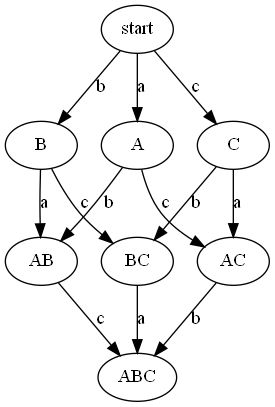 start
b a c
B A C
a c b c b a
AB BC AC
c a b
ABC